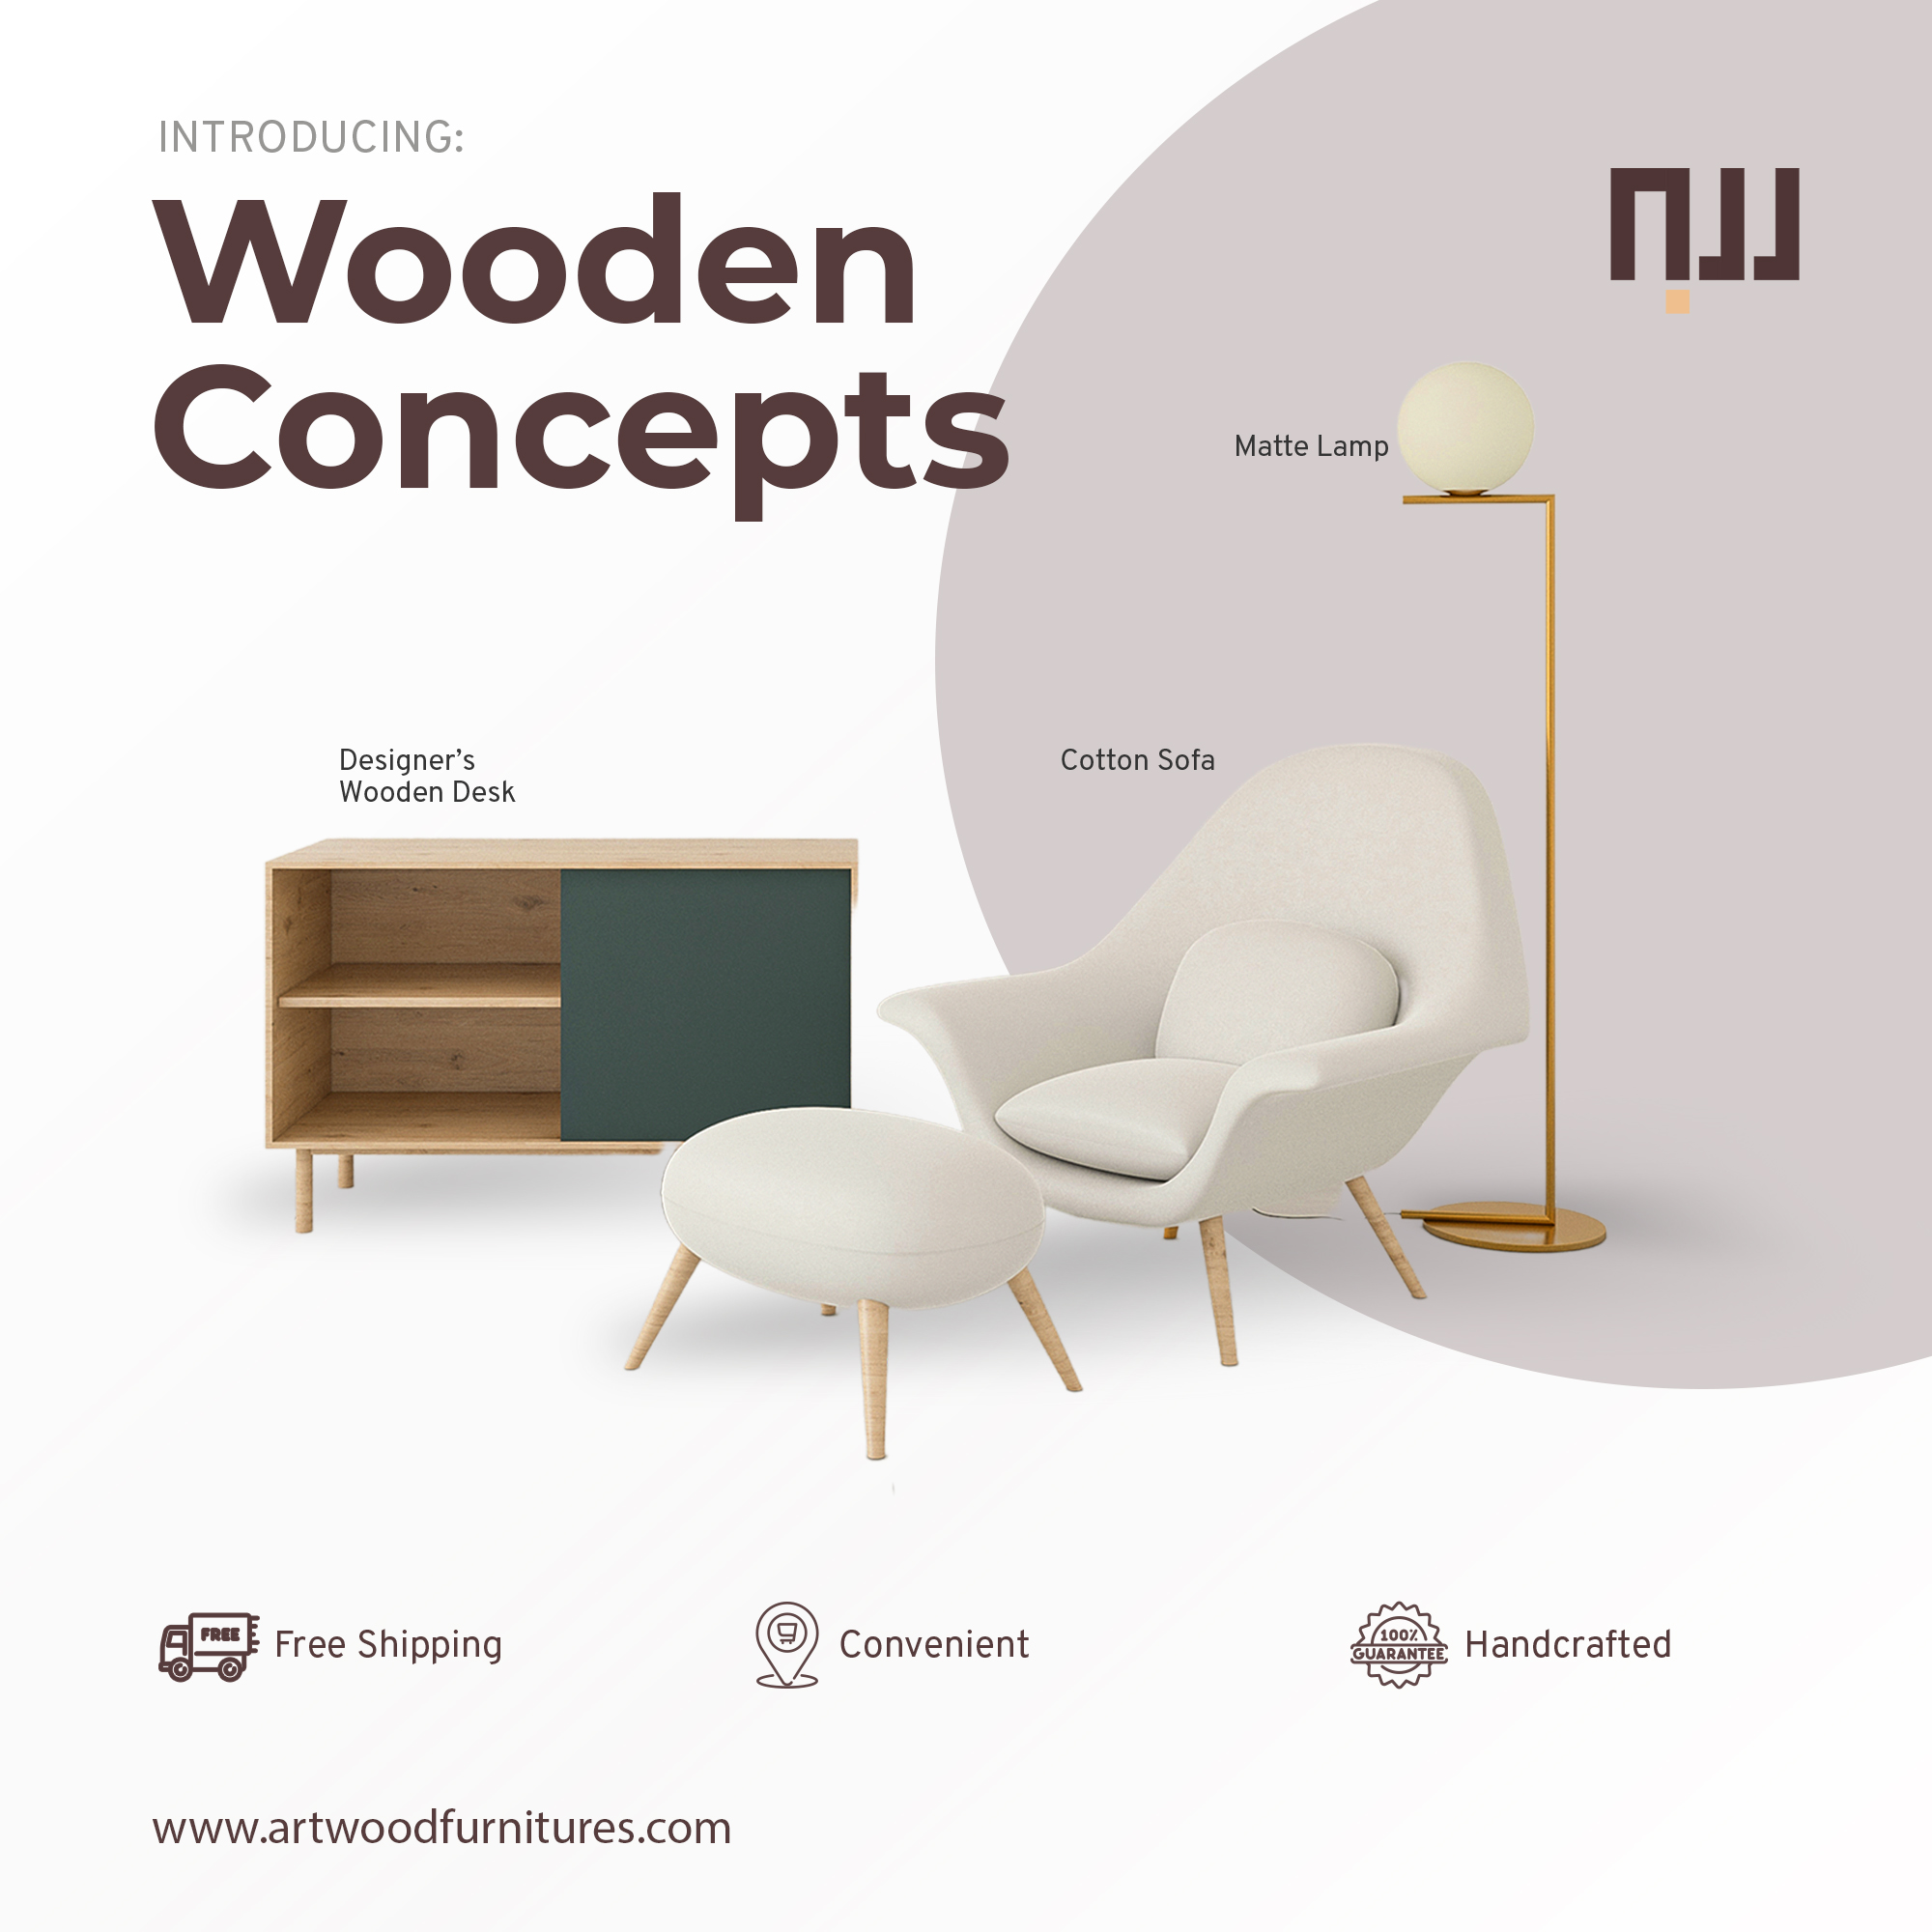 INTRODUCING:
Wooden
Concepts
Matte Lamp
Designer’s
Wooden Desk
Cotton Sofa
FREE
Free Shipping
Convenient
100%
GUARANTEE
Handcrafted
www.artwoodfurnitures.com